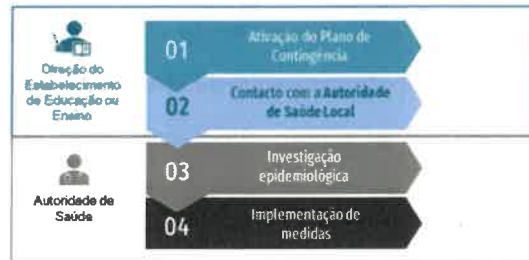 Direção do
Estabelecimento
de Educação ou
Ensino
01
Ativação do Plano de
Contingência
02
Contacto com a Autoridade
de Saúde Local
Autoridade de
Saúde
03
Investigação
epidemiológica
04
Implementação de
medidas